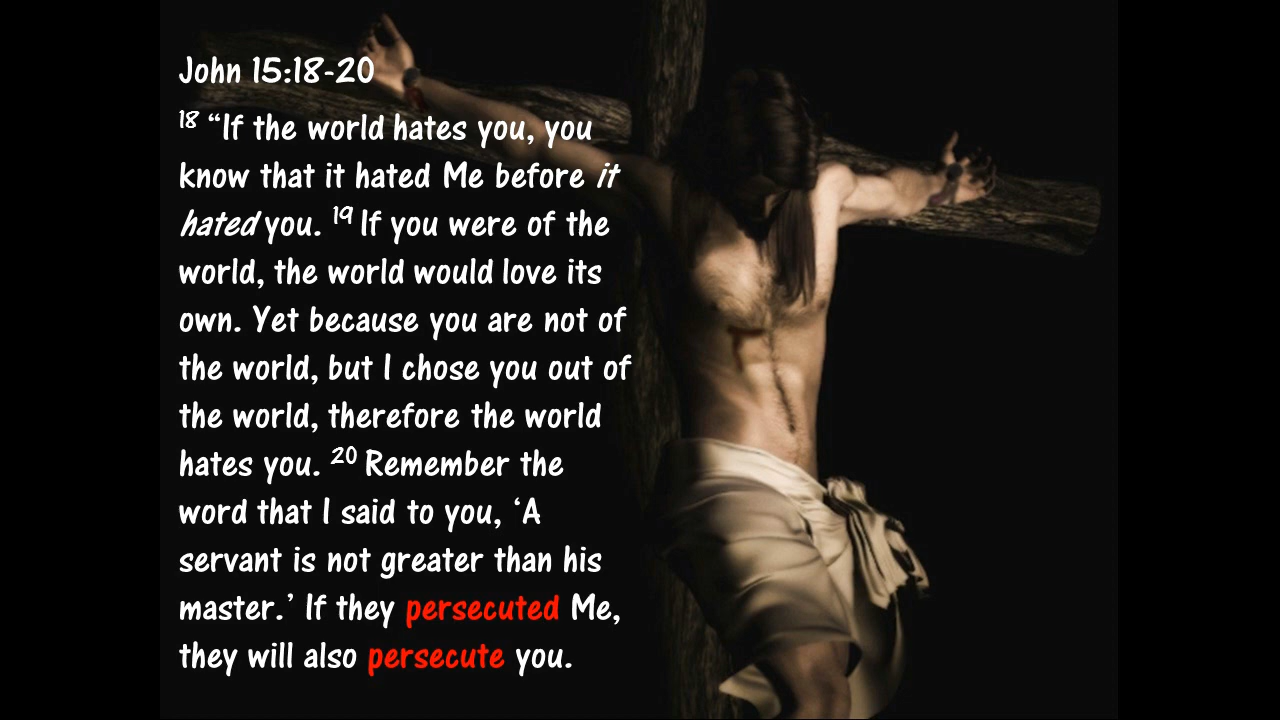 John 15:18-20
18 “If the world hates you, you
know that it hated Me before it
hated you. 19 If you were of the
world, the world would love its
own. Yet because you are not of
the world, but I chose you out of
the world, therefore the world
hates you. 20 Remember the
word that I said to you, ‘A
servant is not greater than his
master.’ If they persecuted Me,
they will also persecute you.